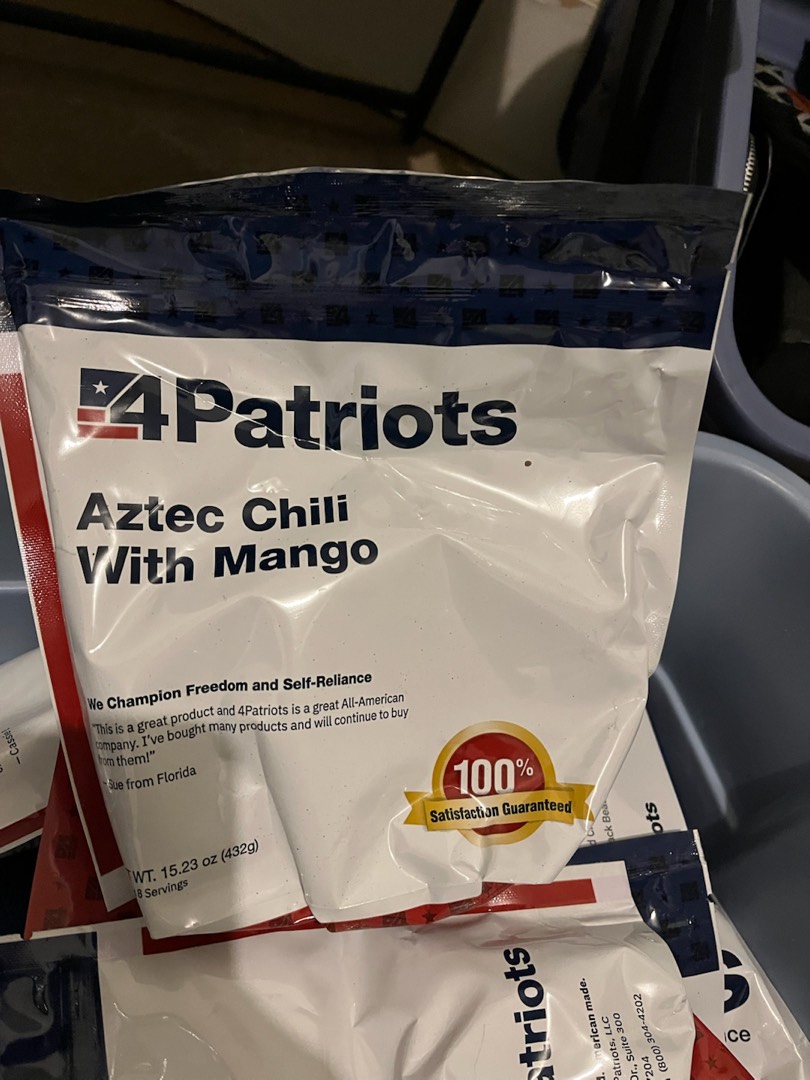 4Patriots
Aztec Chili
With Mango
We Champion Freedom and Self-Reliance
"This is a great product and 4Patriots is a great All-American
company. I've bought many products and will continue to buy
from them!"
Sue from Florida
100%
Satisfaction Guaranteed
WT. 15.23 oz (432g)
8 Servings
ots
atriots
erican made.
Patriots, LLC
Dr., Suite 300
204
(800) 304-4202
ice